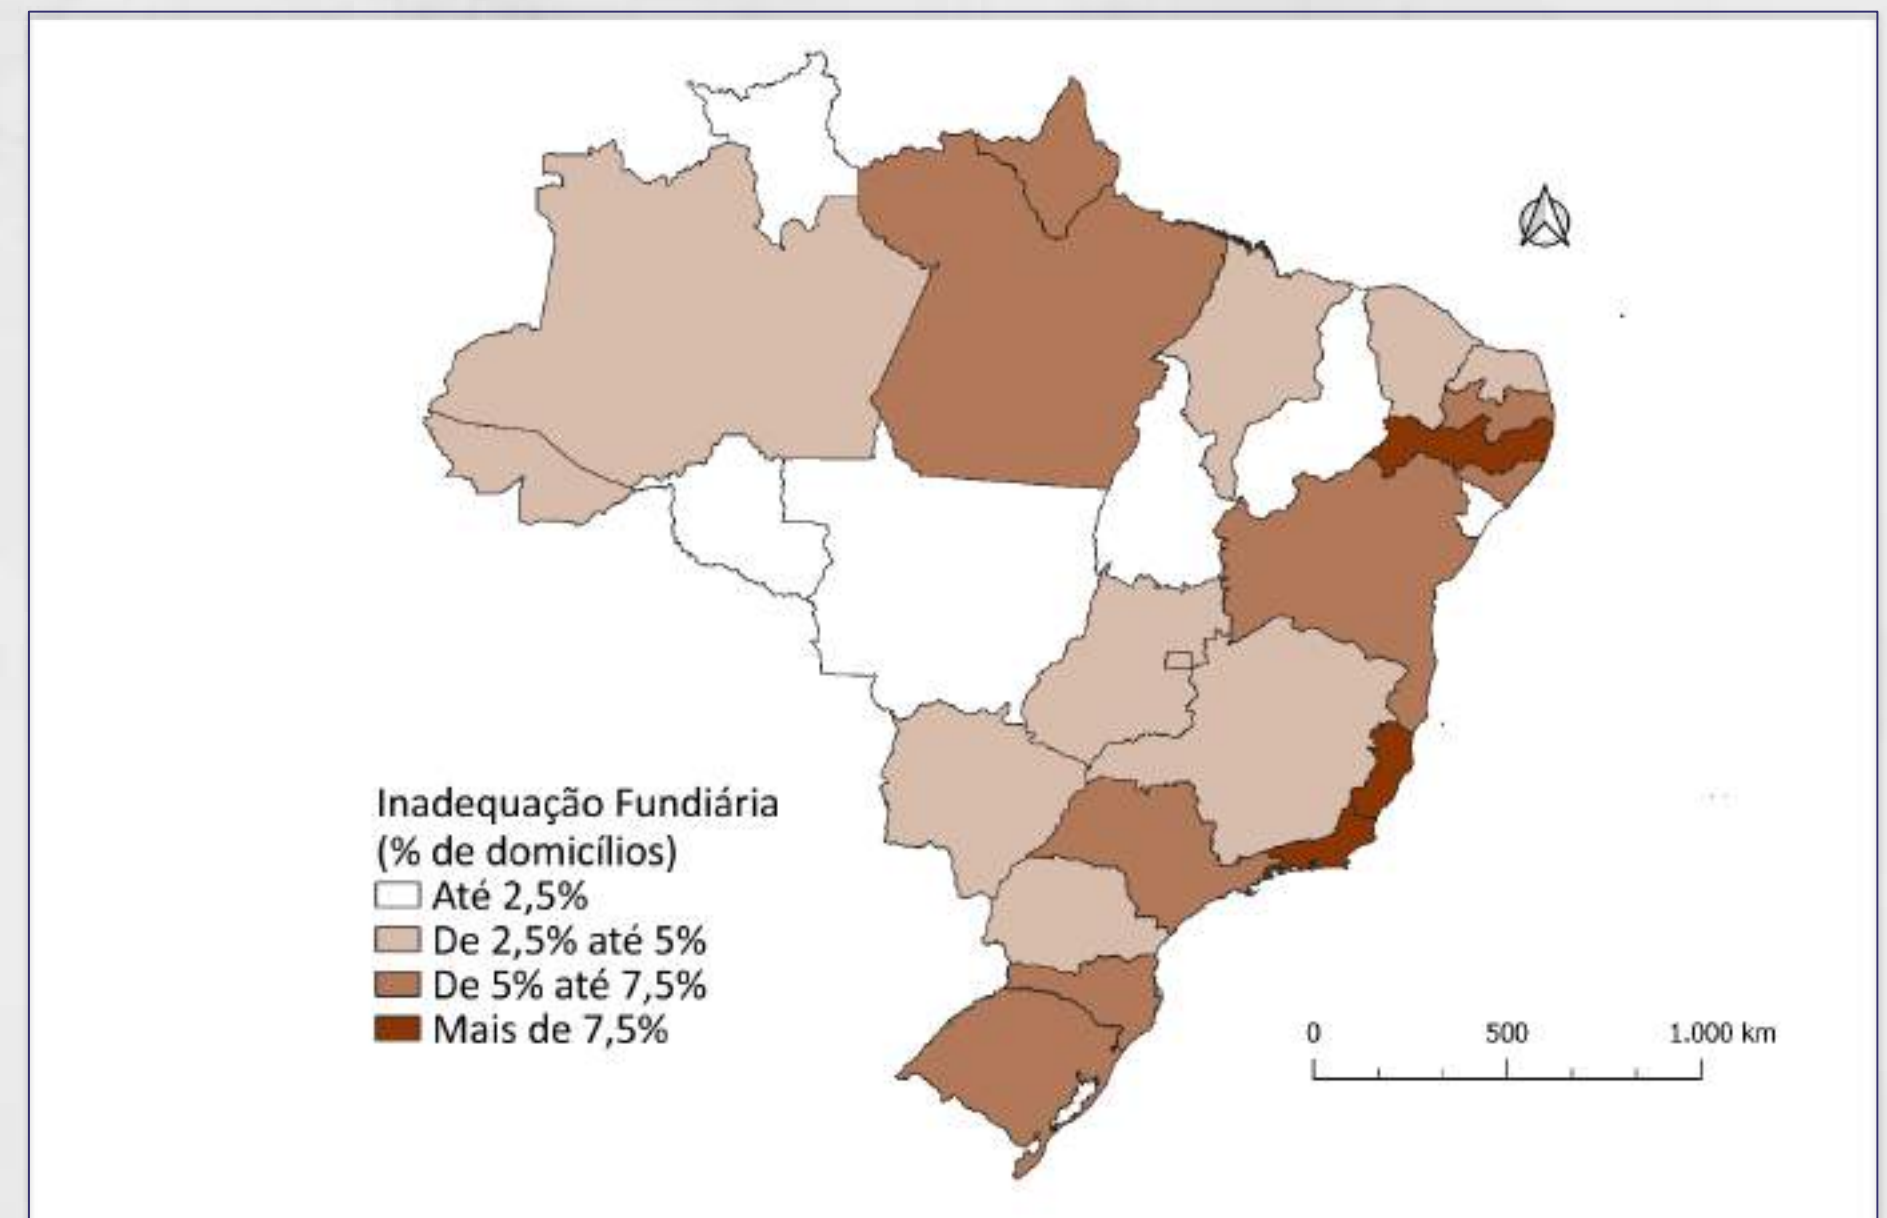 Inadequação Fundiária
(% de domicílios)
Até 2,5%
De 2,5% até 5%
De 5% até 7,5%
Mais de 7,5%
0 500 1.000 km